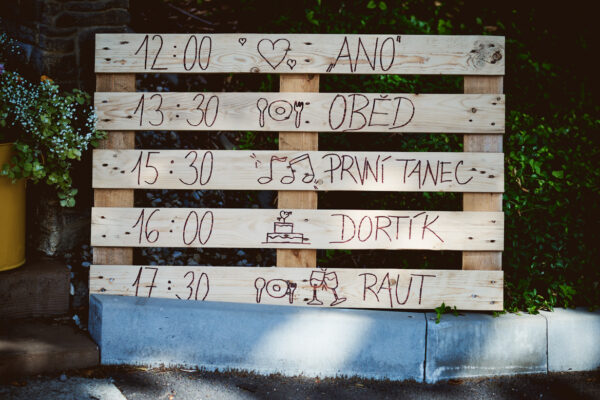 12:00 „ANO“
13:30 OBĚD
15:30 PRVNÍ TANEC
16:00 DORTÍK
17:30 RAUT